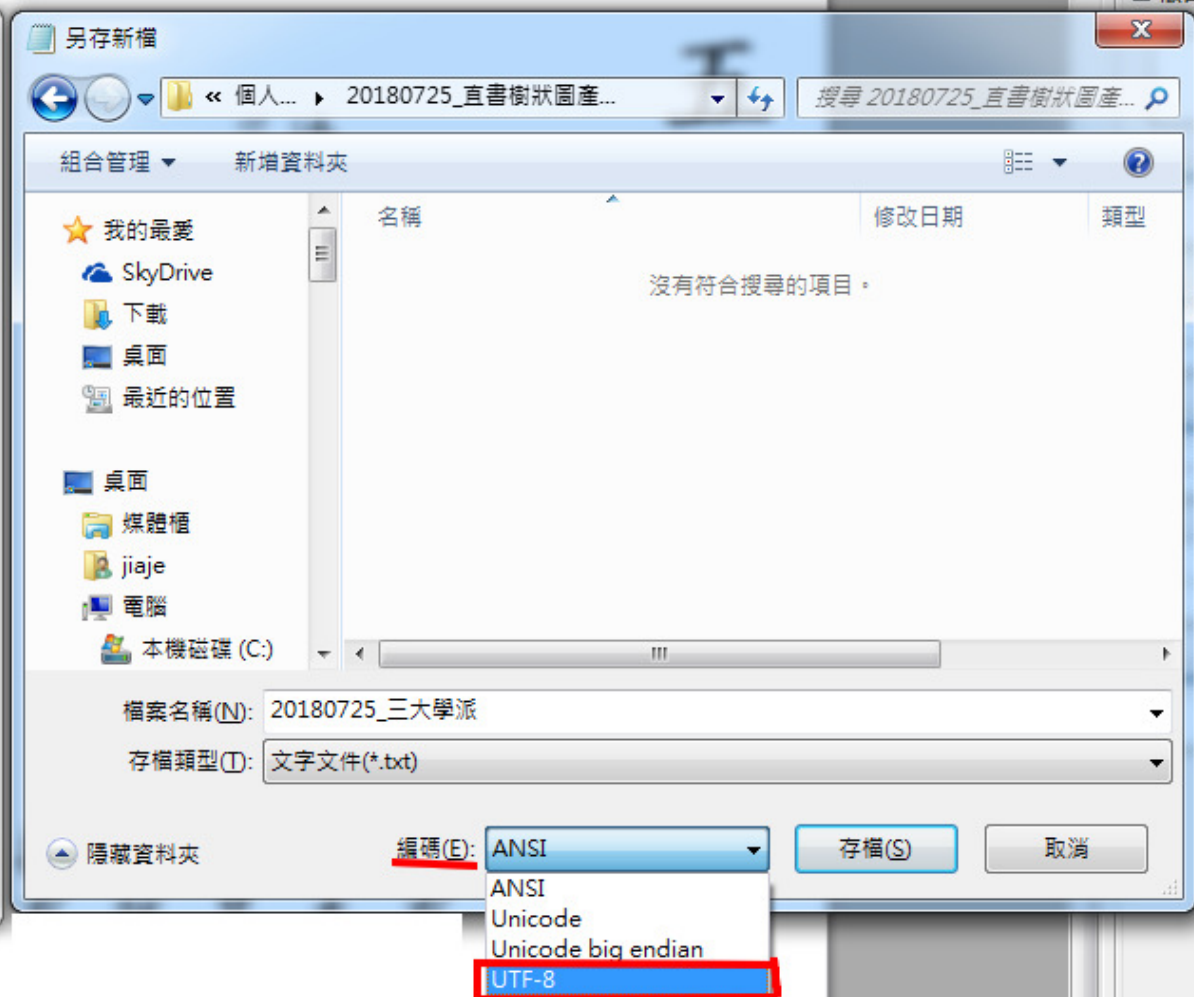 另存新檔
« 個人... ▸ 20180725_直書樹狀圖產...
搜尋 20180725_直書樹狀圖產...
組合管理
新增資料夾
名稱
修改日期
類型
沒有符合搜尋的項目。
我的最愛
SkyDrive
下載
桌面
最近的位置
桌面
媒體櫃
jiaje
電腦
本機磁碟 (C:)
檔案名稱(N): 20180725_三大學派
存檔類型(T): 文字文件(*.txt)
隱藏資料夾
編碼(E): ANSI
存檔(S)
取消
ANSI
Unicode
Unicode big endian
UTF-8